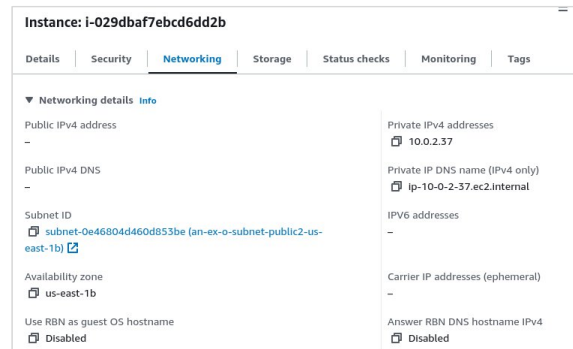 Instance: i-029dbaf7ebcd6dd2b
Details Security Networking Storage Status checks Monitoring Tags
▼ Networking details Info
Public IPv4 address
–
Private IPv4 addresses
10.0.2.37
Public IPv4 DNS
–
Private IP DNS name (IPv4 only)
ip-10-0-2-37.ec2.internal
Subnet ID
subnet-0e46804d460d853be (an-ex-o-subnet-public2-us-
east-1b)
IPV6 addresses
–
Availability zone
us-east-1b
Carrier IP addresses (ephemeral)
–
Use RBN as guest OS hostname
Disabled
Answer RBN DNS hostname IPv4
Disabled